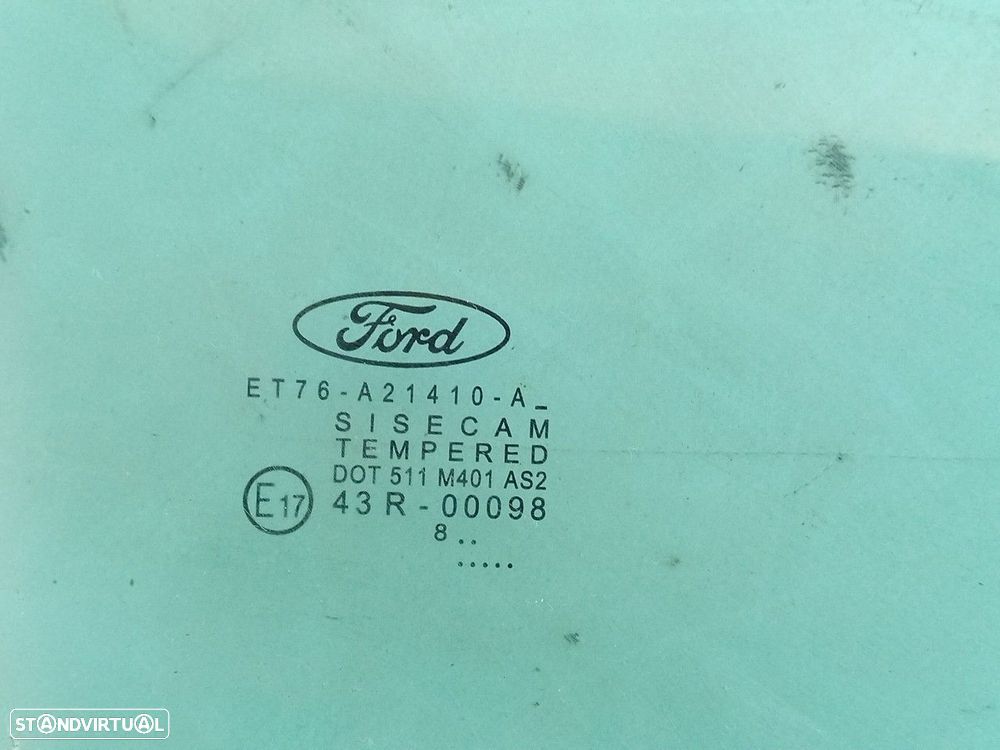 Ford
ET76-A21410-A_
SISECAM
TEMPERED
DOT 511 M401 AS2
E17 43R-00098
8..
.....
STANDVIRTUAL